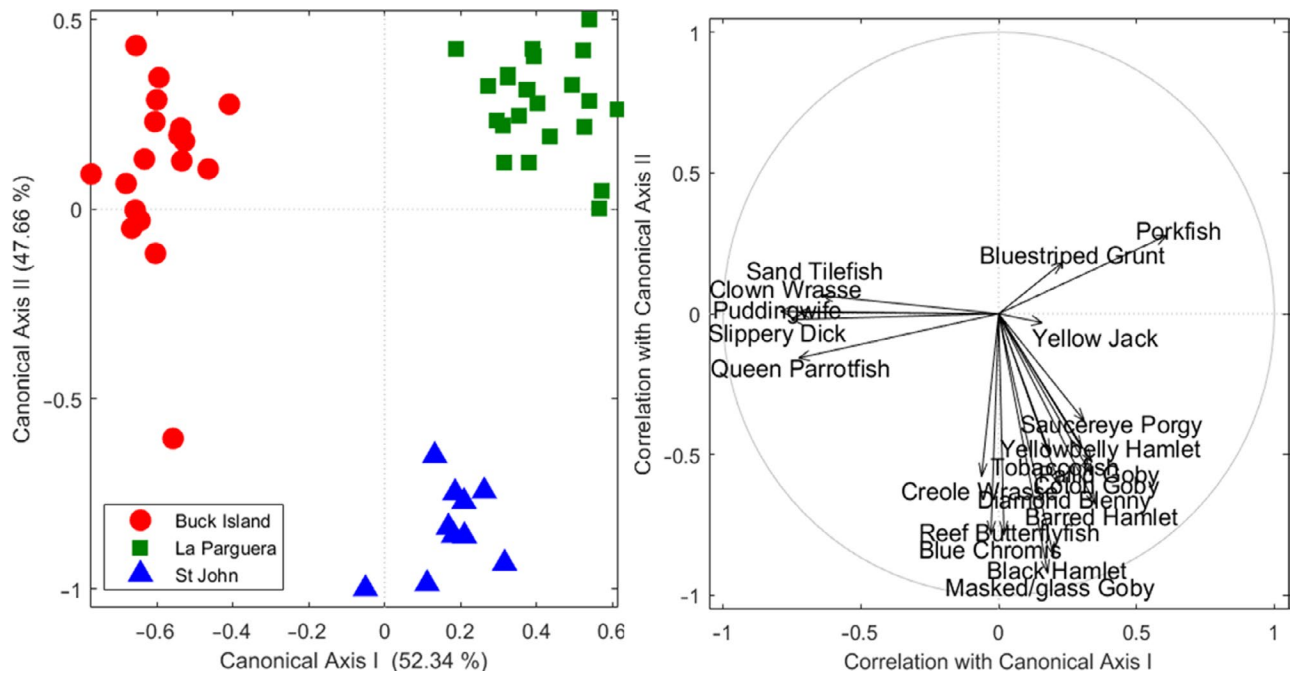 0.5
0
-0.5
-1
-0.6
-0.4
-0.2
0
0.2
0.4
0.6
Canonical Axis II (47.66 %)
Canonical Axis I (52.34 %)
Buck Island
La Parguera
St John
1
0.5
0
-0.5
-1
-1
-0.5
0
0.5
1
Correlation with Canonical Axis II
Correlation with Canonical Axis I
Porkfish
Bluestriped Grunt
Sand Tilefish
Clown Wrasse
Puddingwife
Slippery Dick
Yellow Jack
Queen Parrotfish
Saucereye Porgy
Yellowbelly Hamlet
Tobaccofish
Goby
Colon Goby
Creole Wrasse
Diamond Blenny
Barred Hamlet
Reef Butterflyfish
Blue Chromis
Black Hamlet
Masked/glass Goby